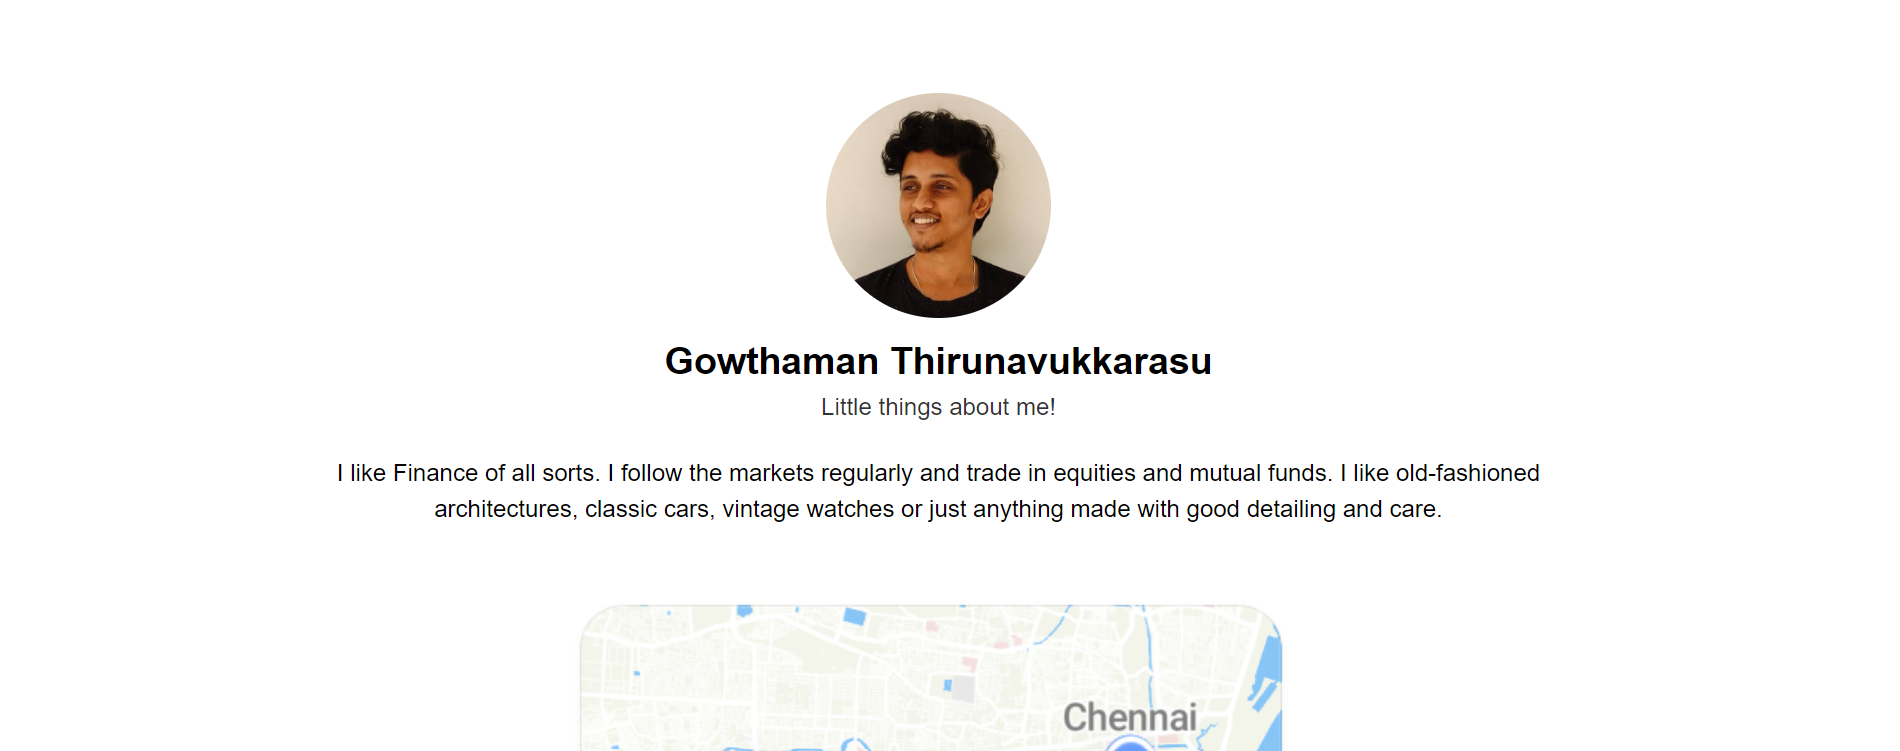 Gowthaman Thirunavukkarasu
Little things about me!
I like Finance of all sorts. I follow the markets regularly and trade in equities and mutual funds. I like old-fashioned
architectures, classic cars, vintage watches or just anything made with good detailing and care.
Chennai